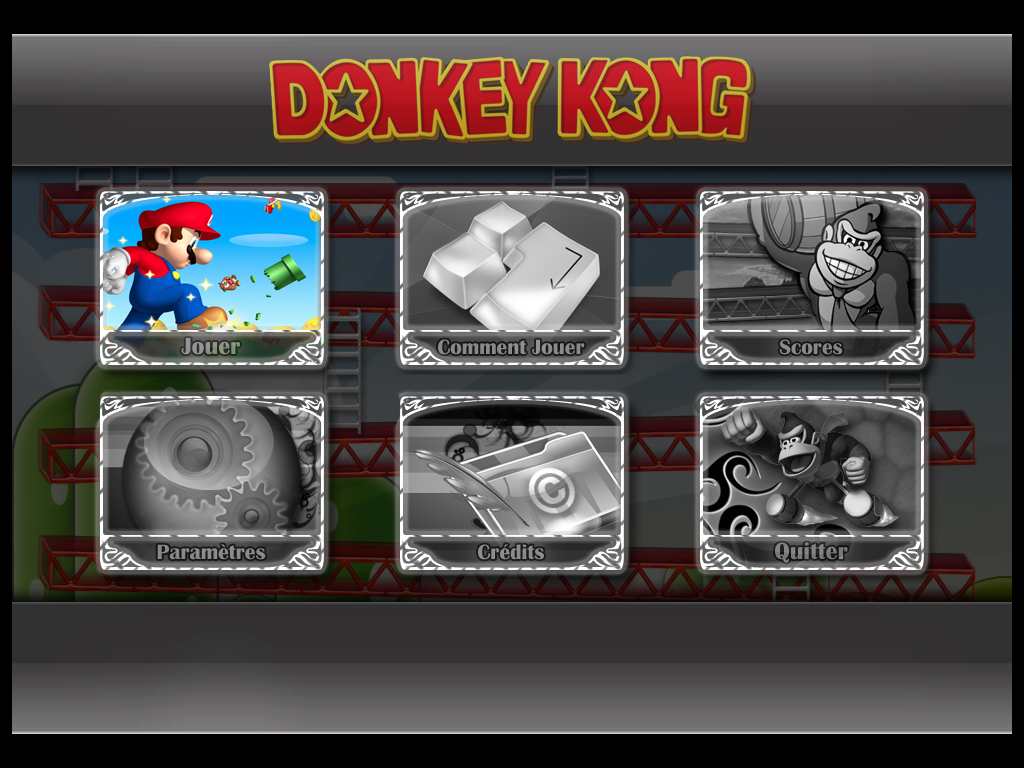 DONKEY KONG
Jouer
Comment Jouer
Scores
Paramètres
Crédits
Quitter